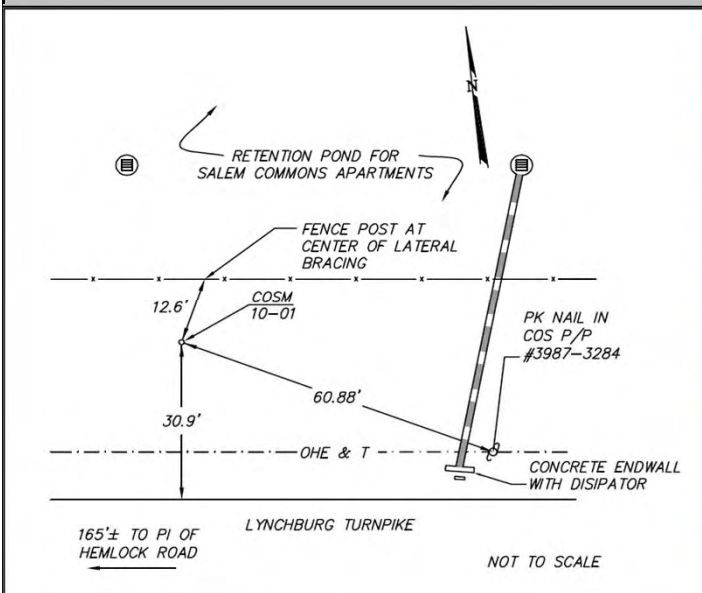 N
RETENTION POND FOR
SALEM COMMONS APARTMENTS
FENCE POST AT
CENTER OF LATERAL
BRACING
12.6'
COSM
10-01
PK NAIL IN
COS P/P
#3987-3284
60.88'
30.9'
OHE & T
CONCRETE ENDWALL
WITH DISIPATOR
LYNCHBURG TURNPIKE
165'± TO PI OF
HEMLOCK ROAD
NOT TO SCALE